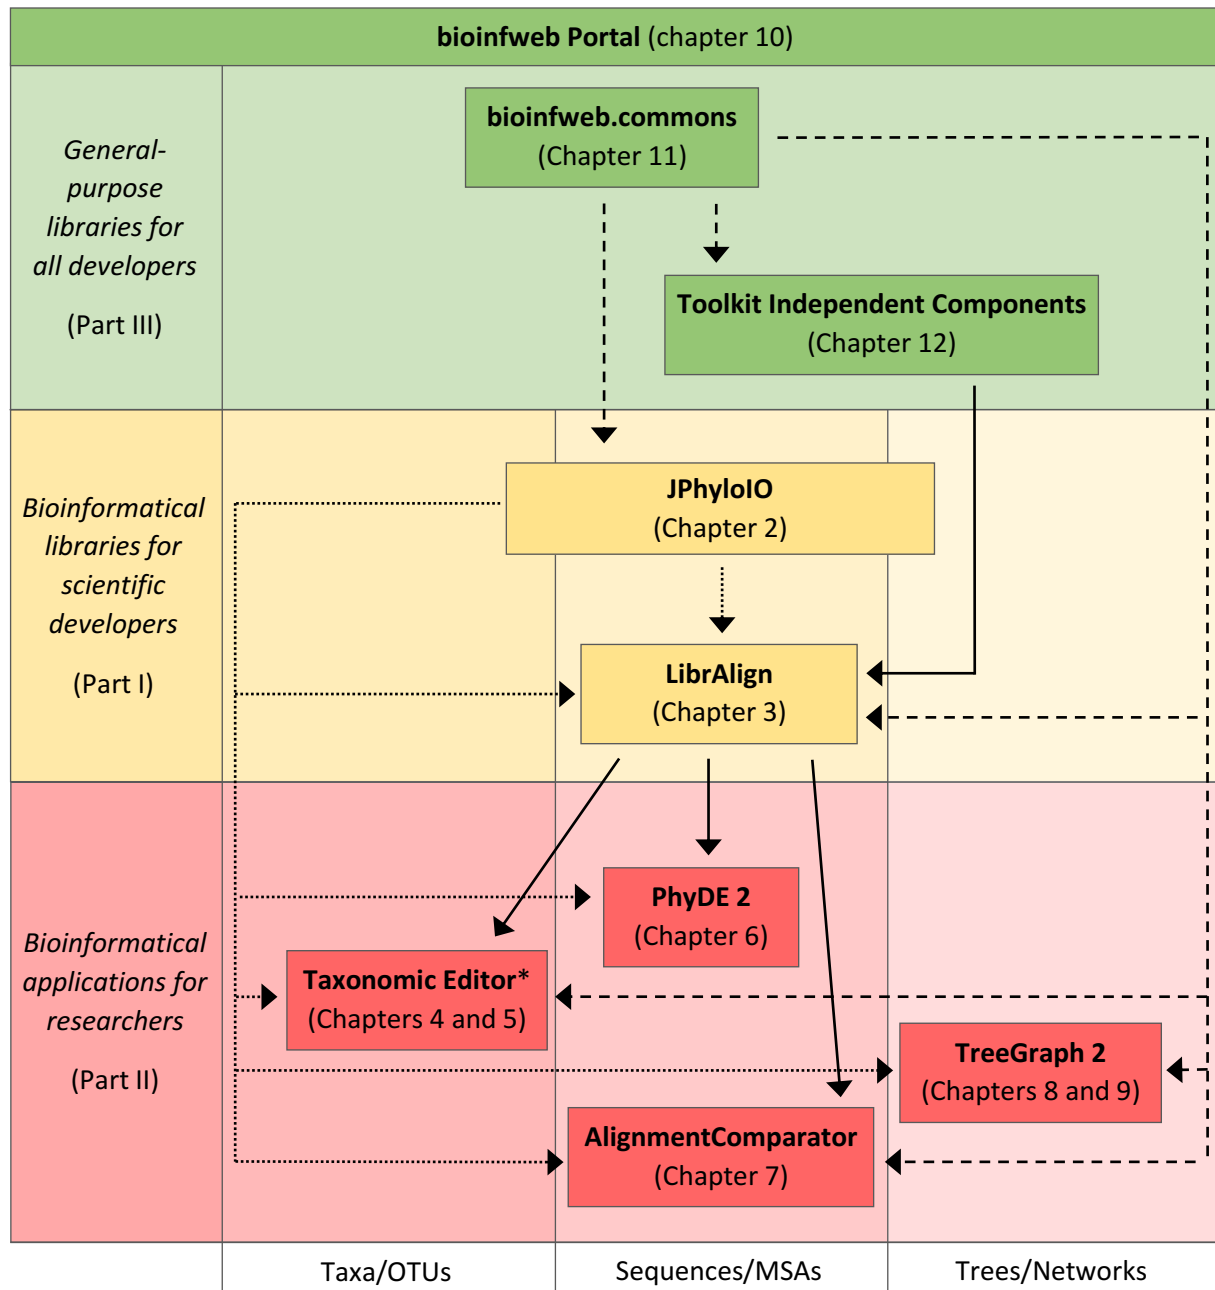 bioinfweb Portal (chapter 10)
General-
purpose
libraries for
all developers
(Part III)
bioinfweb.commons
(Chapter 11)
Toolkit Independent Components
(Chapter 12)
Bioinformatical
libraries for
scientific
developers
(Part I)
JPhyloIO
(Chapter 2)
LibrAlign
(Chapter 3)
Bioinformatical
applications for
researchers
(Part II)
PhyDE 2
(Chapter 6)
Taxonomic Editor*
(Chapters 4 and 5)
TreeGraph 2
(Chapters 8 and 9)
AlignmentComparator
(Chapter 7)
Taxa/OTUs
Sequences/MSAs
Trees/Networks